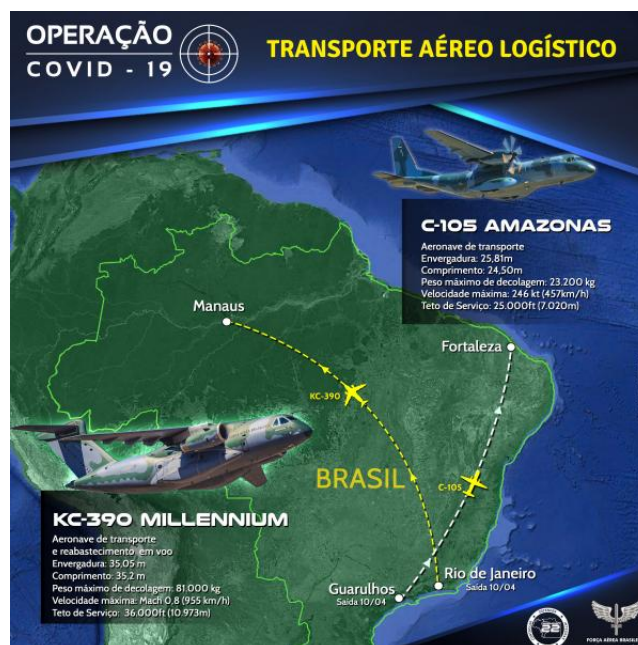 OPERAÇÃO
COVID - 19
TRANSPORTE AÉREO LOGÍSTICO
C-105 AMAZONAS
Aeronave de transporte
Envergadura: 25,81m
Comprimento: 24,50m
Peso máximo de decolagem: 23.200 kg
Velocidade máxima: 246 kt (457km/h)
Teto de Serviço: 25.000ft (7.020m)
Manaus
Fortaleza
KC-390
BRASIL
C-105
KC-390 MILLENNIUM
Aeronave de transporte
e reabastecimento em voo
Envergadura: 35,05 m
Comprimento: 35,2 m
Peso máximo de decolagem: 81.000 kg
Velocidade máxima: Mach 0,8 (955 km/h)
Teto de Serviço: 36.000ft (10.973m)
Guarulhos
Saída 10/04
Rio de Janeiro
Saída 10/04
22
FORÇA AÉREA BRASILEIRA